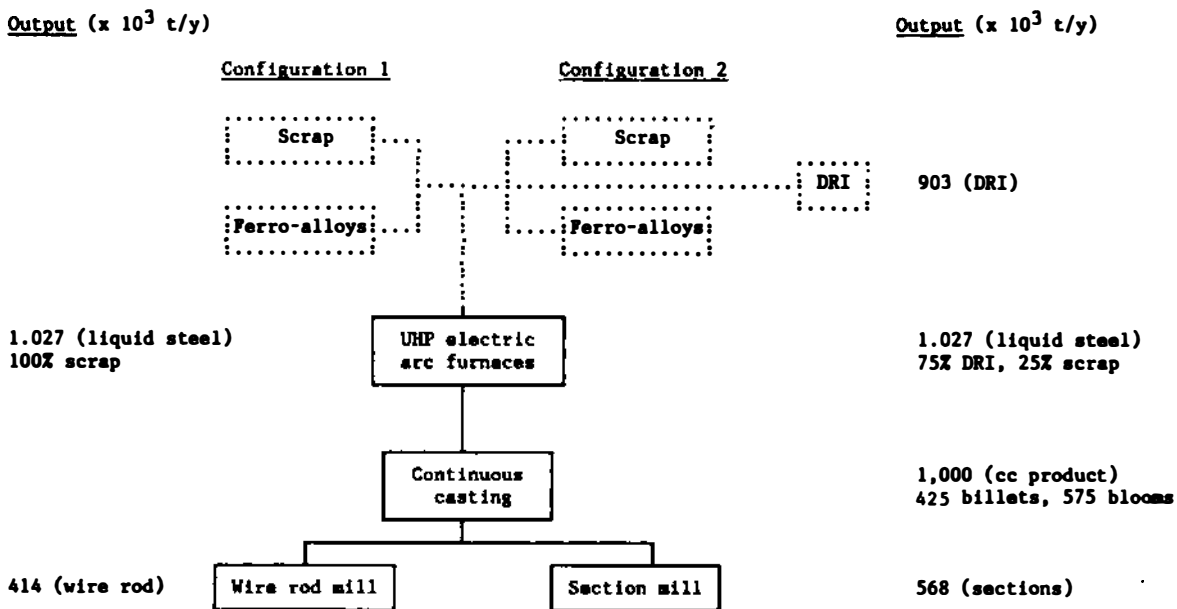 Output (x 10³ t/y)
Output (x 10³ t/y)
Configuration 1
Configuration 2
Scrap
Scrap
DRI
903 (DRI)
Ferro-alloys
Ferro-alloys
1.027 (liquid steel)
100% scrap
UHP electric
arc furnaces
1.027 (liquid steel)
75% DRI, 25% scrap
Continuous
casting
1,000 (cc product)
425 billets, 575 blooms
414 (wire rod)
Wire rod mill
Section mill
568 (sections)